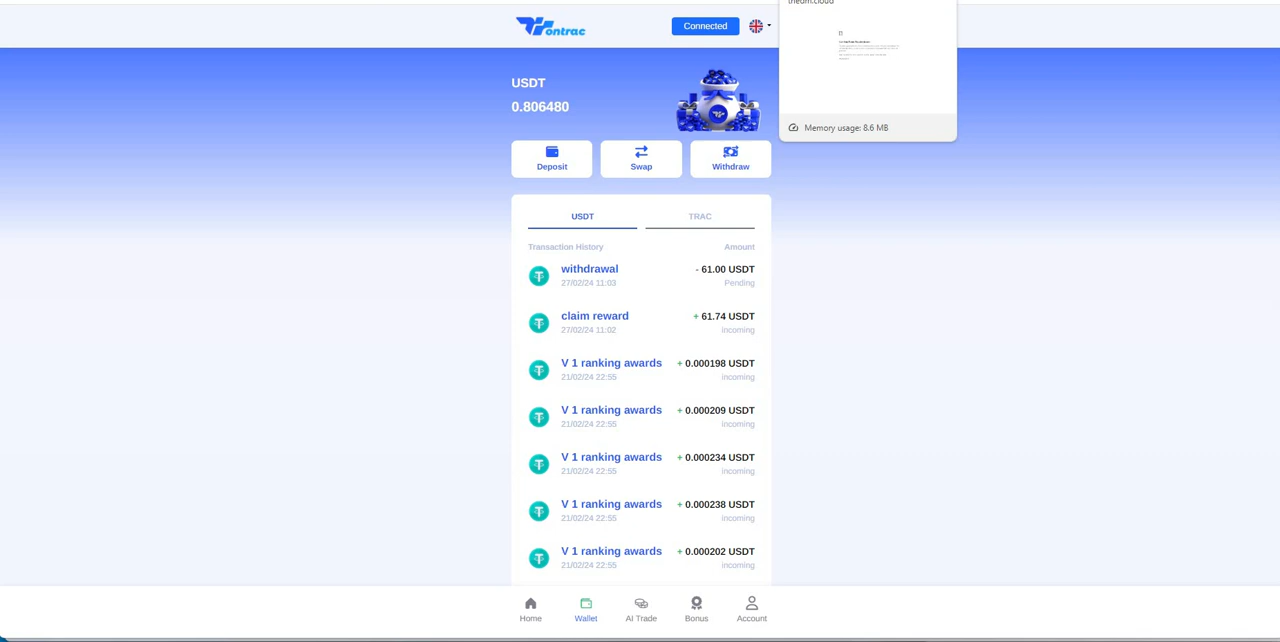 Tontrac
Connected
USDT
0.806480
Memory usage: 8.6 MB
Deposit
Swap
Withdraw
USDT
TRAC
Transaction History
Amount
withdrawal
- 61.00 USDT
27/02/24 11:03
Pending
claim reward
+ 61.74 USDT
27/02/24 11:02
incoming
V 1 ranking awards
+ 0.000198 USDT
21/02/24 22:55
incoming
V 1 ranking awards
+ 0.000209 USDT
21/02/24 22:55
incoming
V 1 ranking awards
+ 0.000234 USDT
21/02/24 22:55
incoming
V 1 ranking awards
+ 0.000238 USDT
21/02/24 22:55
incoming
V 1 ranking awards
+ 0.000202 USDT
21/02/24 22:55
incoming
Home
Wallet
AI Trade
Bonus
Account